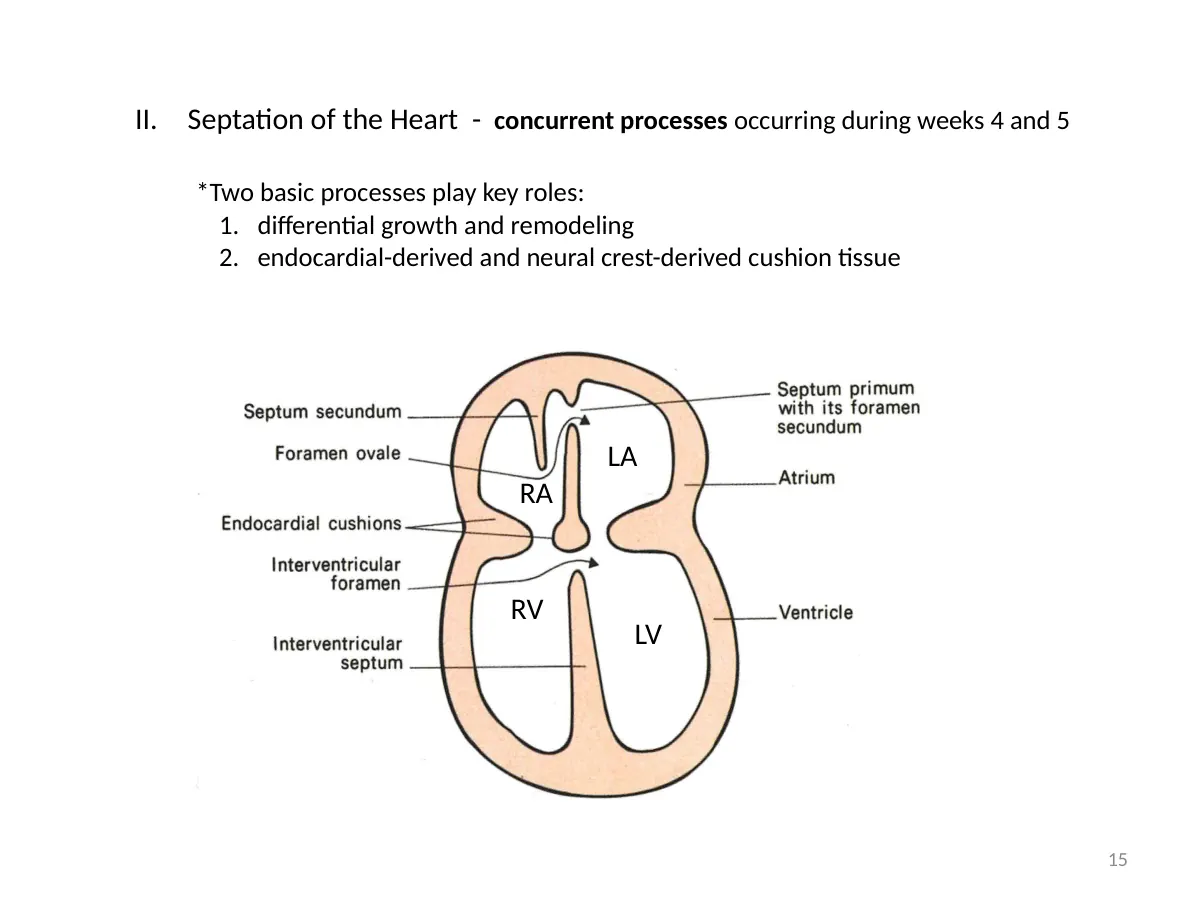 II. Septation of the Heart - concurrent processes occurring during weeks 4 and 5
*Two basic processes play key roles:
1. differential growth and remodeling
2. endocardial-derived and neural crest-derived cushion tissue
Septum secundum
Foramen ovale
Endocardial cushions
Interventricular
foramen
Interventricular
septum
LA
RA
RV
LV
Septum primum
with its foramen
secundum
Atrium
Ventricle
15